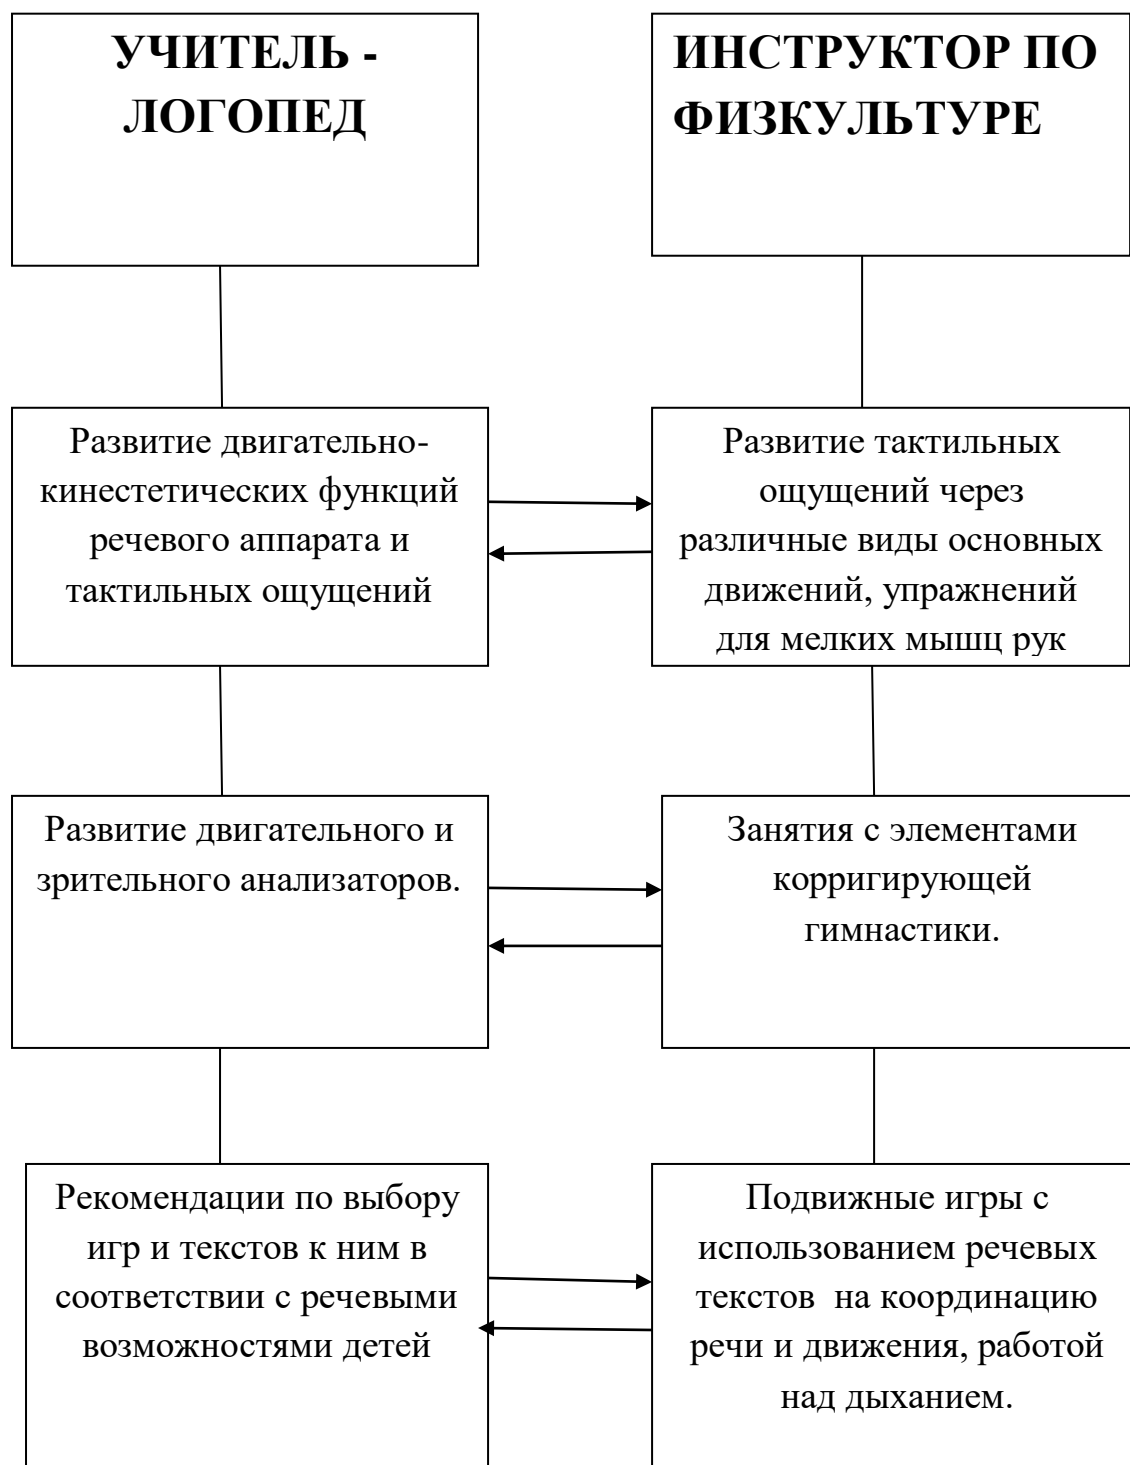 УЧИТЕЛЬ -
ЛОГОПЕД
ИНСТРУКТОР ПО
ФИЗКУЛЬТУРЕ
Развитие двигательно-
кинестетических функций
речевого аппарата и
тактильных ощущений
Развитие тактильных
ощущений через
различные виды основных
движений, упражнений
для мелких мышц рук
Развитие двигательного и
зрительного анализаторов.
Занятия с элементами
корригирующей
гимнастики.
Рекомендации по выбору
игр и текстов к ним в
соответствии с речевыми
возможностями детей
Подвижные игры с
использованием речевых
текстов  на координацию
речи и движения, работой
над дыханием.